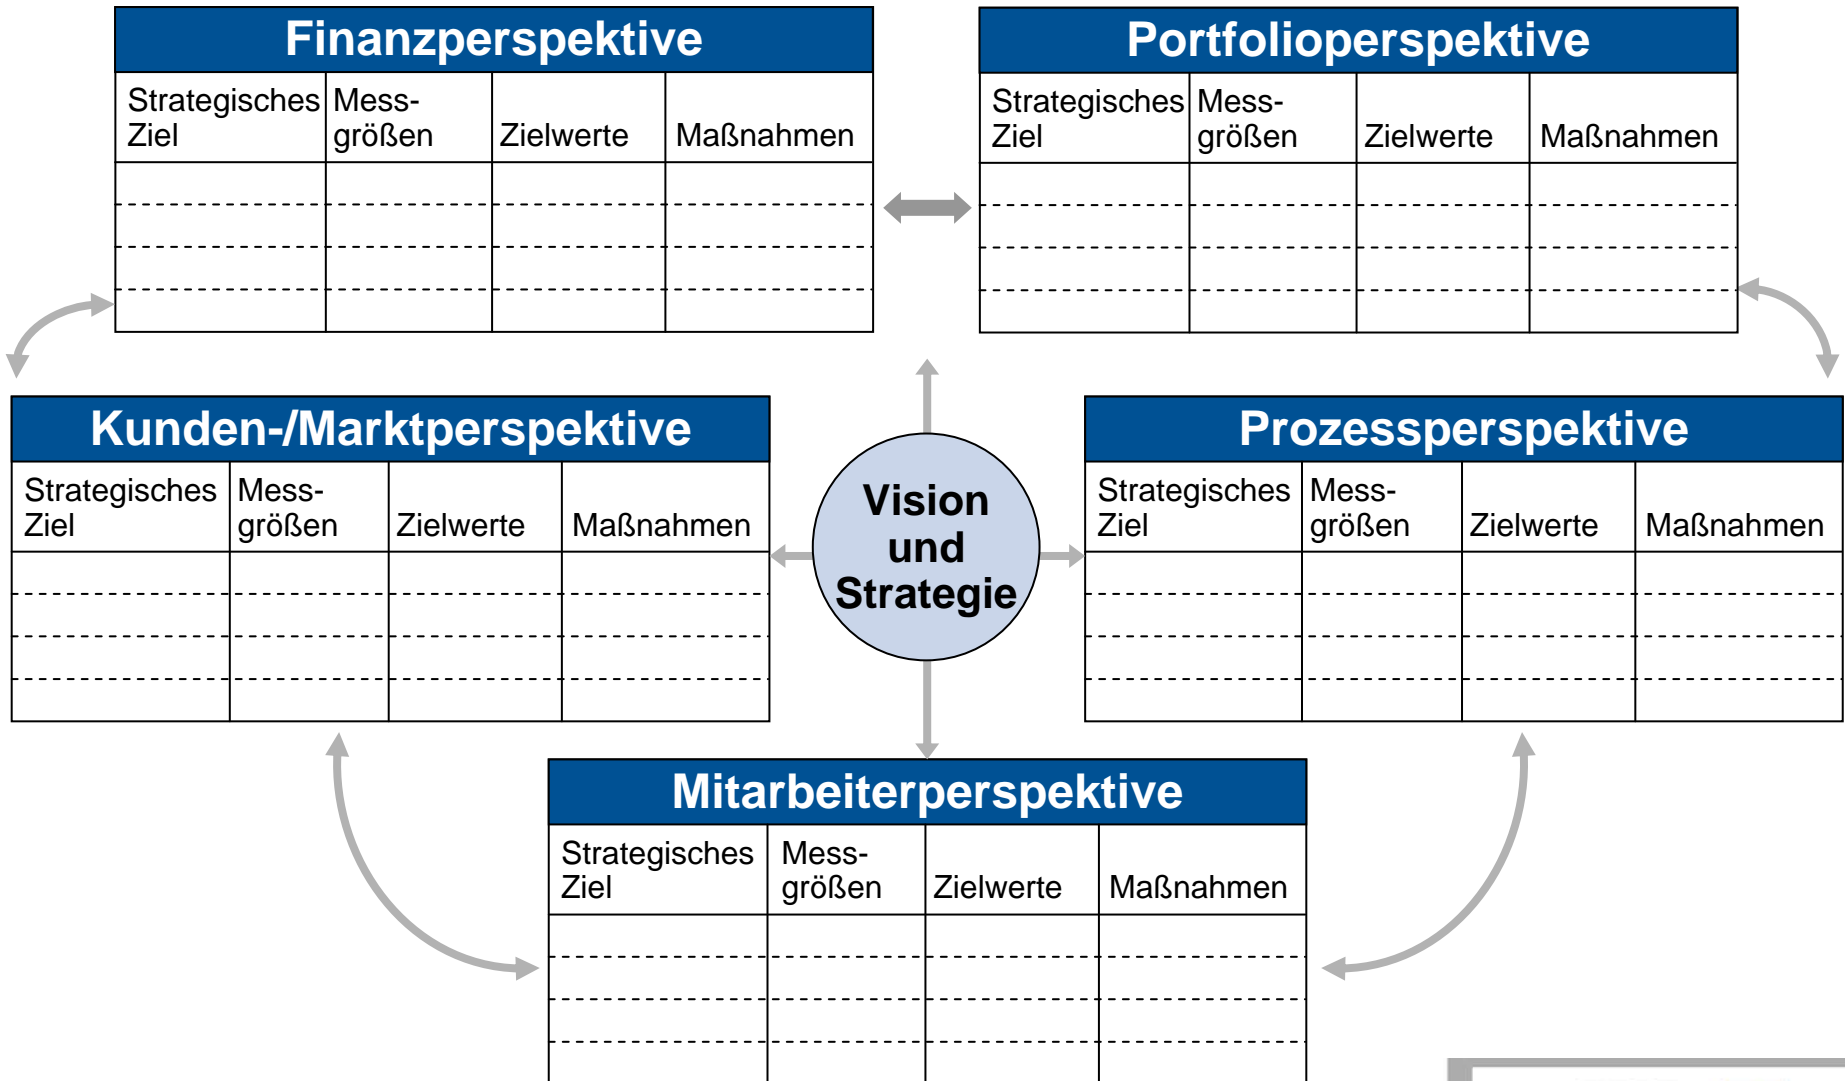 Finanzperspektive
Strategisches Ziel
Mess-
größen
Zielwerte
Maßnahmen
Portfolioperspektive
Strategisches Ziel
Mess-
größen
Zielwerte
Maßnahmen
Kunden-/Marktperspektive
Strategisches
Ziel
Mess-
größen
Zielwerte
Maßnahmen
Vision
und
Strategie
Prozessperspektive
Strategisches
Ziel
Mess-
größen
Zielwerte
Maßnahmen
Mitarbeiterperspektive
Strategisches
Ziel
Mess-
größen
Zielwerte
Maßnahmen